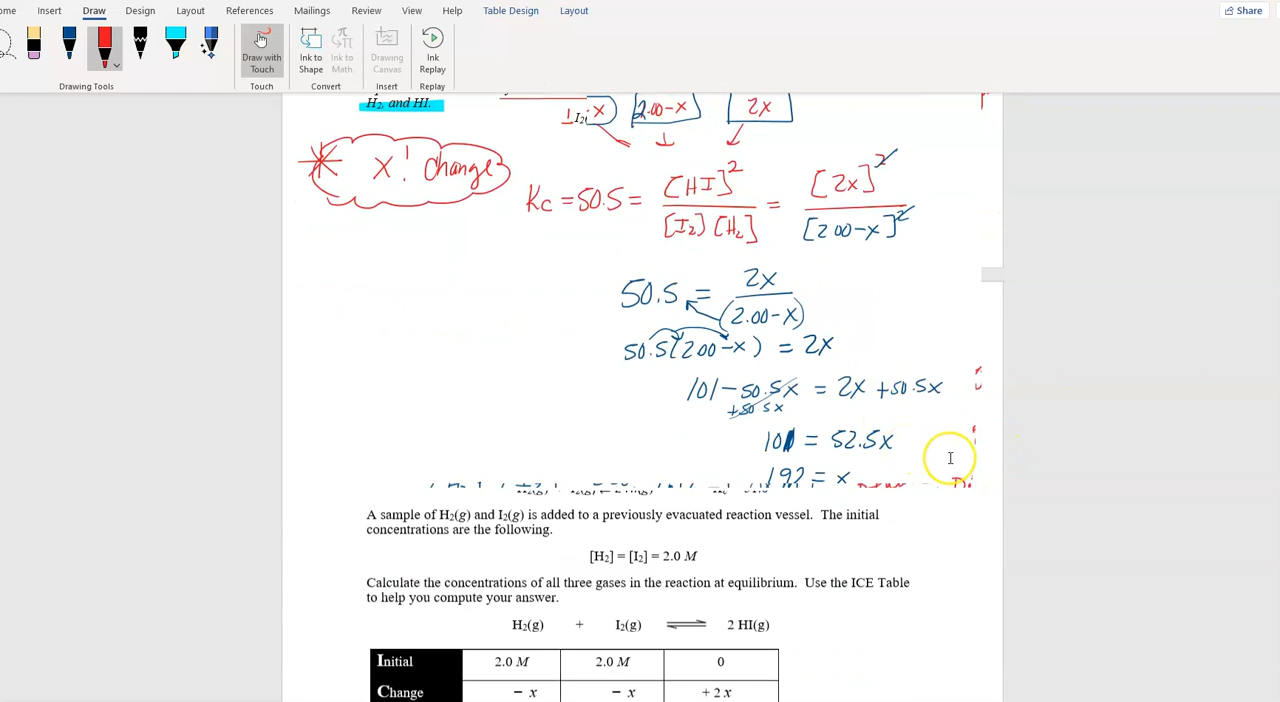 Insert Draw Design Layout References Mailings Review View Help Table Design Layout Share
Draw with Touch
Ink to Shape
Ink to Math
Drawing Canvas
Ink Replay
Drawing Tools Touch Convert Insert Replay
H2, and HI.
x 2.00-x 2x
x! Change
Kc = 50.5 = [HI]² / [I2] [H2] = [2x]² / [2.00-x]²
50.5 = 2x / (2.00-x)
50.5(2.00-x) = 2x
101-50.5x = 2x +50.5x
+50.5x
101 = 52.5x
192 = x
A sample of H2(g) and I2(g) is added to a previously evacuated reaction vessel. The initial
concentrations are the following.
[H2] = [I2] = 2.0 M
Calculate the concentrations of all three gases in the reaction at equilibrium. Use the ICE Table
to help you compute your answer.
H2(g) + I2(g) ⇌ 2 HI(g)
Initial 2.0 M 2.0 M 0
Change – x – x + 2 x